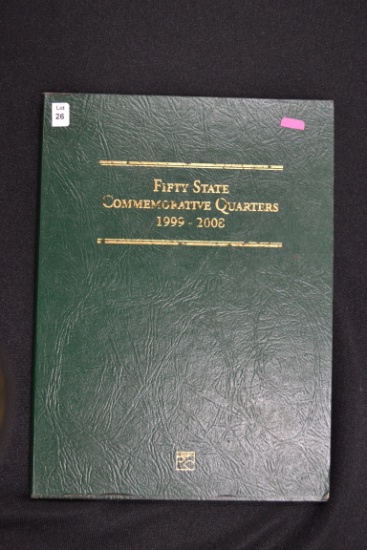 Lot
26
FIFTY STATE
COMMEMORATIVE QUARTERS
1999 - 2008